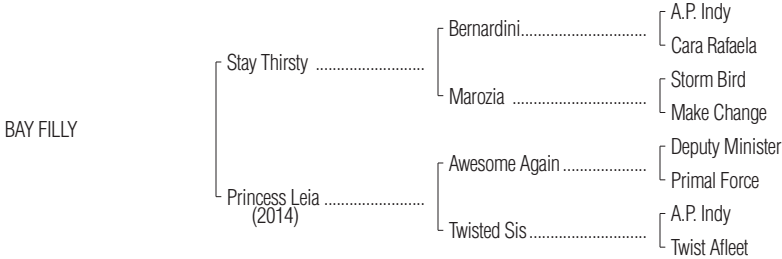 A.P. Indy
Bernardini..............................
Cara Rafaela
Stay Thirsty ..........................
Storm Bird
Marozia ................................
Make Change
BAY FILLY
Deputy Minister
Awesome Again ....................
Primal Force
Princess Leia ........................
(2014)
A.P. Indy
Twisted Sis............................
Twist Afleet